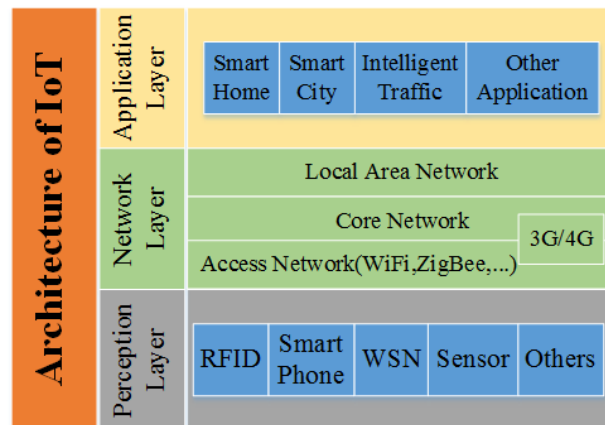 Architecture of IoT
Application
Layer
Smart
Home
Smart
City
Intelligent
Traffic
Other
Application
Network
Layer
Local Area Network
Core Network
3G/4G
Access Network(WiFi,ZigBee,...)
Perception
Layer
RFID
Smart
Phone
WSN
Sensor
Others